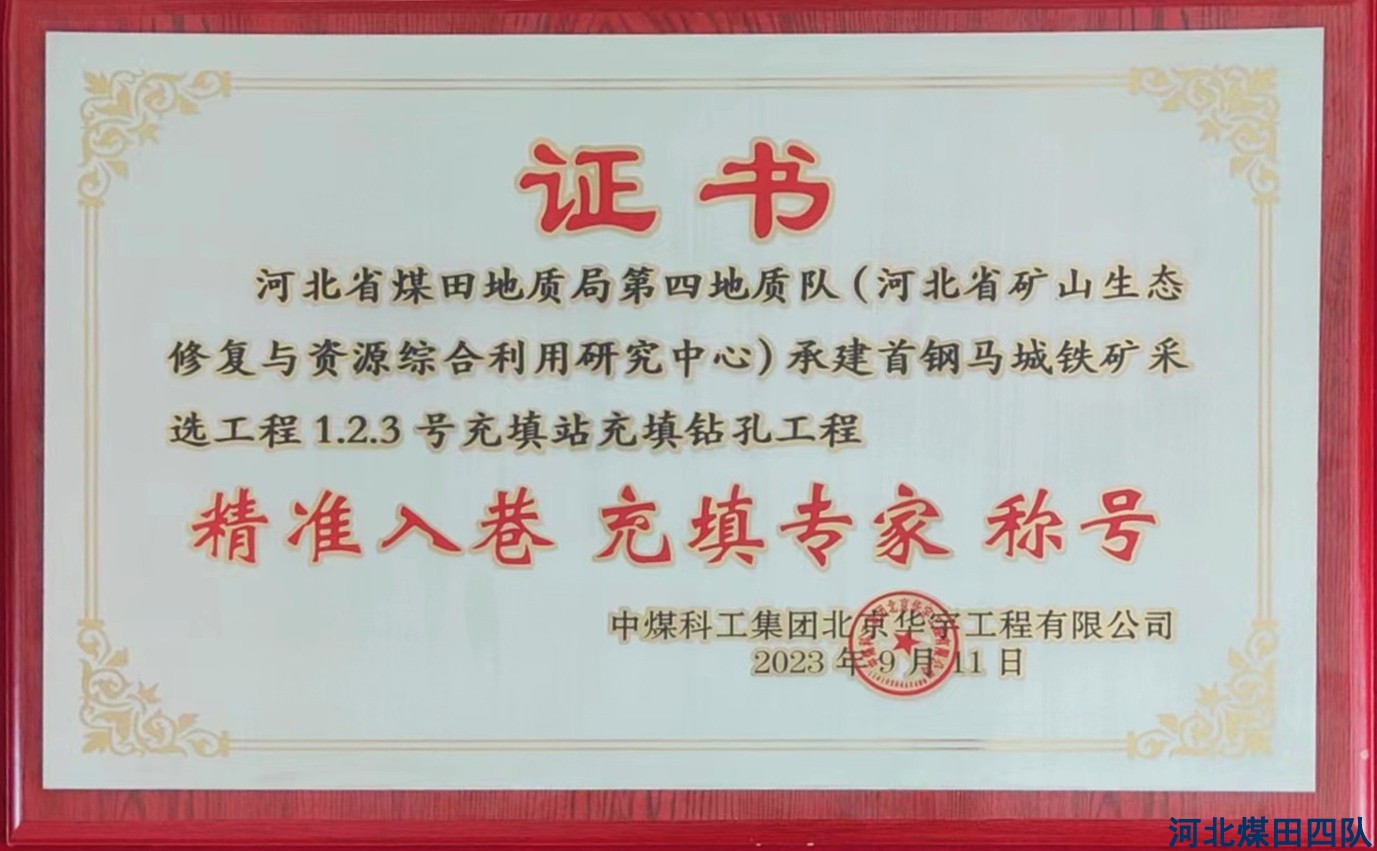 证书
河北省煤田地质局第四地质队(河北省矿山生态
修复与资源综合利用研究中心)承建首钢马城铁矿采
选工程1.2.3号充填站充填钻孔工程
精准入巷 充填专家 称号
中煤科工集团北京华宇工程有限公司
2023年9月11日
河北煤田四队